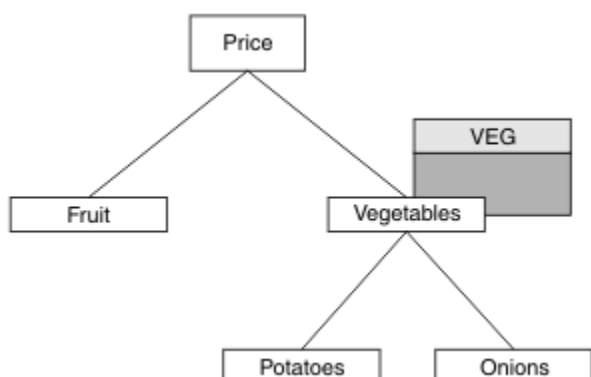 Price
VEG
Fruit
Vegetables
Potatoes
Onions